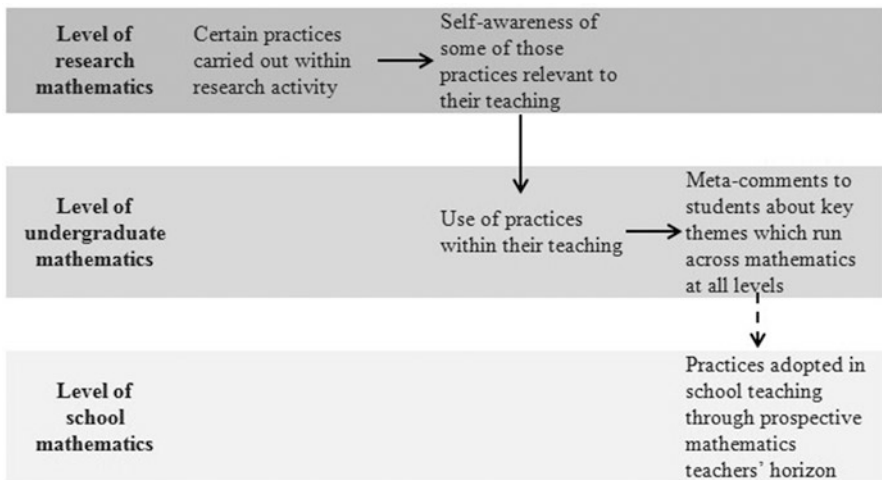 Level of
research
mathematics
Certain practices
carried out within
research activity
Self-awareness of
some of those
practices relevant to
their teaching
Level of
undergraduate
mathematics
Use of practices
within their teaching
Meta-comments to
students about key
themes which run
across mathematics
at all levels
Level of
school
mathematics
Practices adopted in
school teaching
through prospective
mathematics
teachers’ horizon